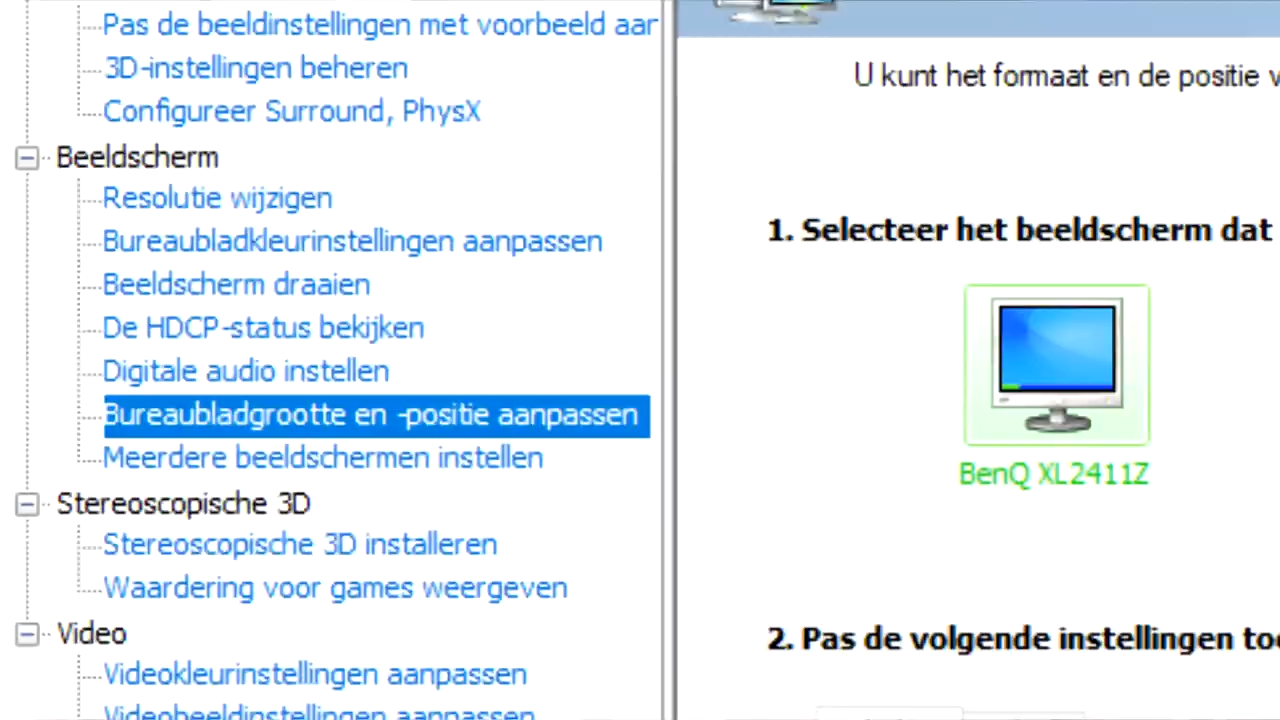 Pas de beeldinstellingen met voorbeeld aan
3D-instellingen beheren
Configureer Surround, PhysX
Beeldscherm
Resolutie wijzigen
Bureaubladkleurinstellingen aanpassen
Beeldscherm draaien
De HDCP-status bekijken
Digitale audio instellen
Bureaubladgrootte en -positie aanpassen
Meerdere beeldschermen instellen
Stereoscopische 3D
Stereoscopische 3D installeren
Waardering voor games weergeven
Video
Videokleurinstellingen aanpassen
Videobeeldinstellingen aanpassen
U kunt het formaat en de positie v
1. Selecteer het beeldscherm dat
BenQ XL2411Z
2. Pas de volgende instellingen toe